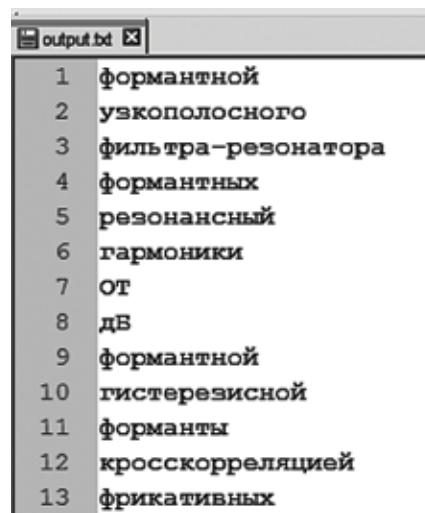 output.txt
1 формантной
2 узкополосного
3 фильтра-резонатора
4 формантных
5 резонансный
6 гармоники
7 ОТ
8 дБ
9 формантной
10 гистерезисной
11 форманты
12 кросскорреляцией
13 фрикативных